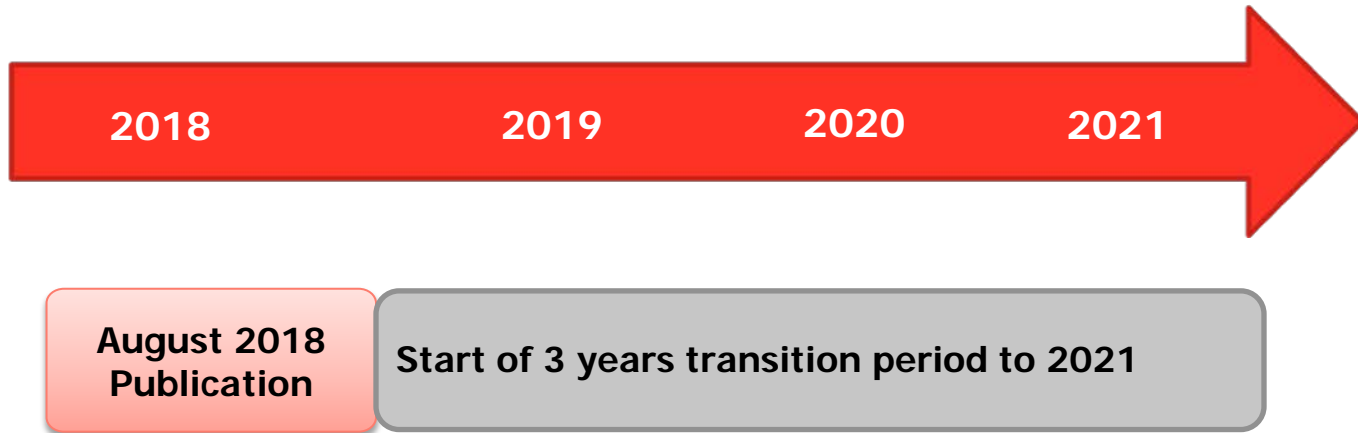 2018 2019 2020 2021
August 2018
Publication
Start of 3 years transition period to 2021